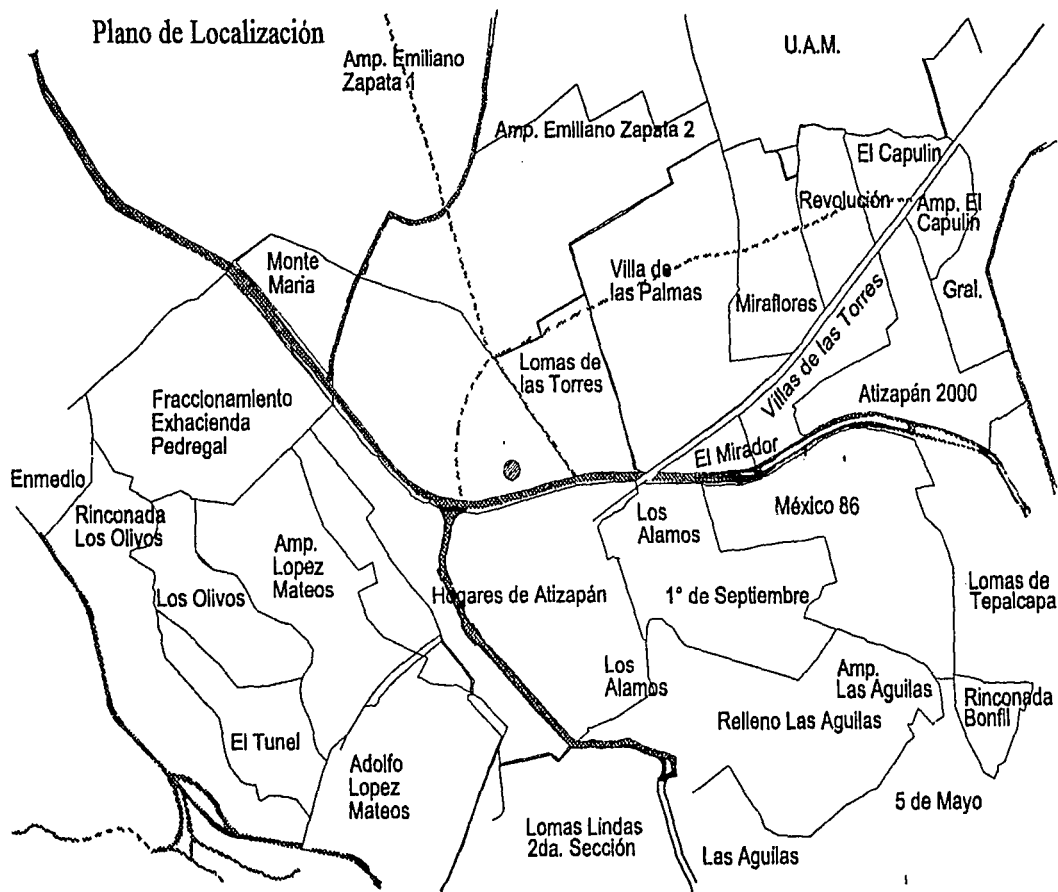 Plano de Localización
Amp. Emiliano
Zapata 1
U.A.M.
Amp. Emiliano Zapata 2
El Capulin
Revolución
Amp. El
Capulin
Monte
Maria
Villa de
las Palmas
Miraflores
Gral.
Villas de las Torres
Lomas de
las Torres
Fraccionamiento
Exhacienda
Pedregal
Atizapán 2000
El Mirador
Enmedio
México 86
Rinconada
Los Olivos
Los
Alamos
Amp.
Lopez
Mateos
Los Olivos
Hogares de Atizapán
1° de Septiembre
Lomas de
Tepalcapa
Los
Alamos
Amp.
Las Aguilas
Rinconada
Bonfil
Relleno Las Aguilas
El Tunel
Adolfo
Lopez
Mateos
5 de Mayo
Lomas Lindas
2da. Sección
Las Aguilas